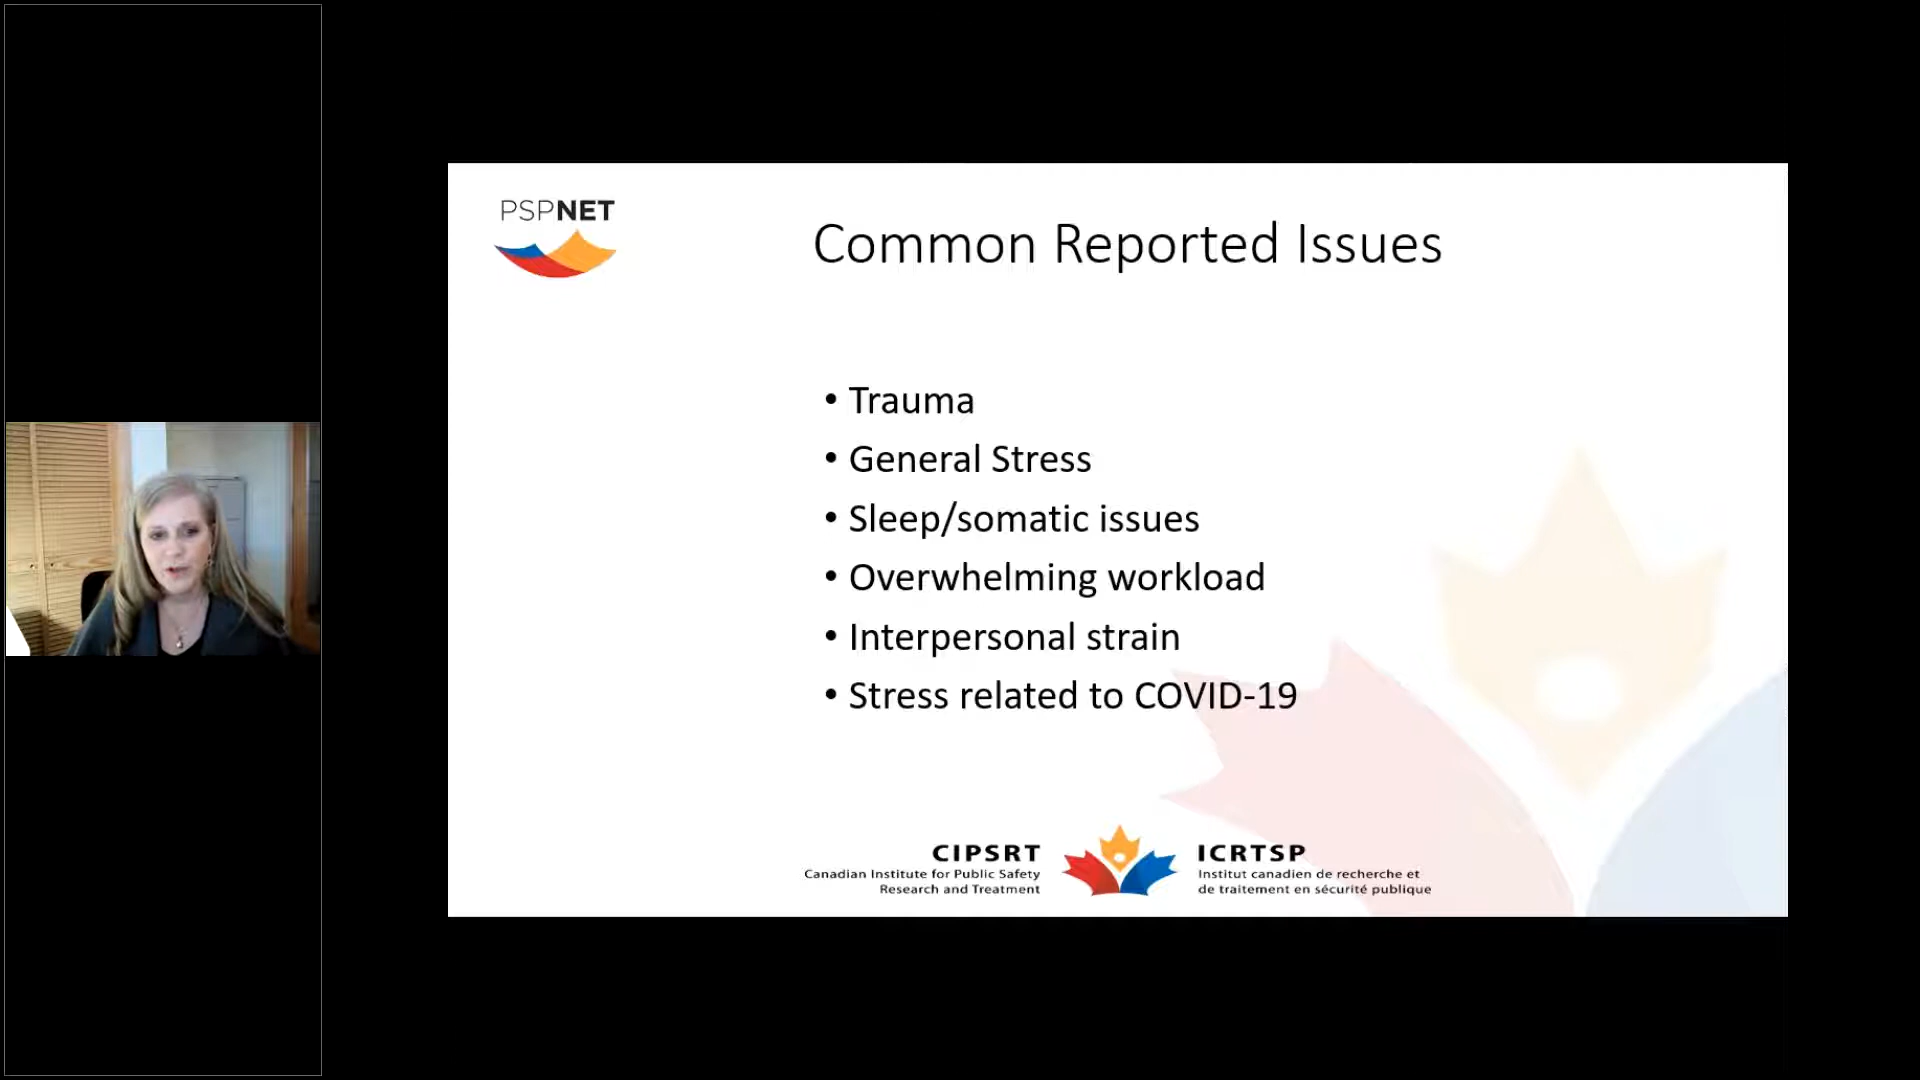 PSPNET
Common Reported Issues
• Trauma
• General Stress
• Sleep/somatic issues
• Overwhelming workload
• Interpersonal strain
• Stress related to COVID-19
CIPSRT
Canadian Institute for Public Safety
Research and Treatment
ICRTSP
Institut canadien de recherche et
de traitement en sécurité publique